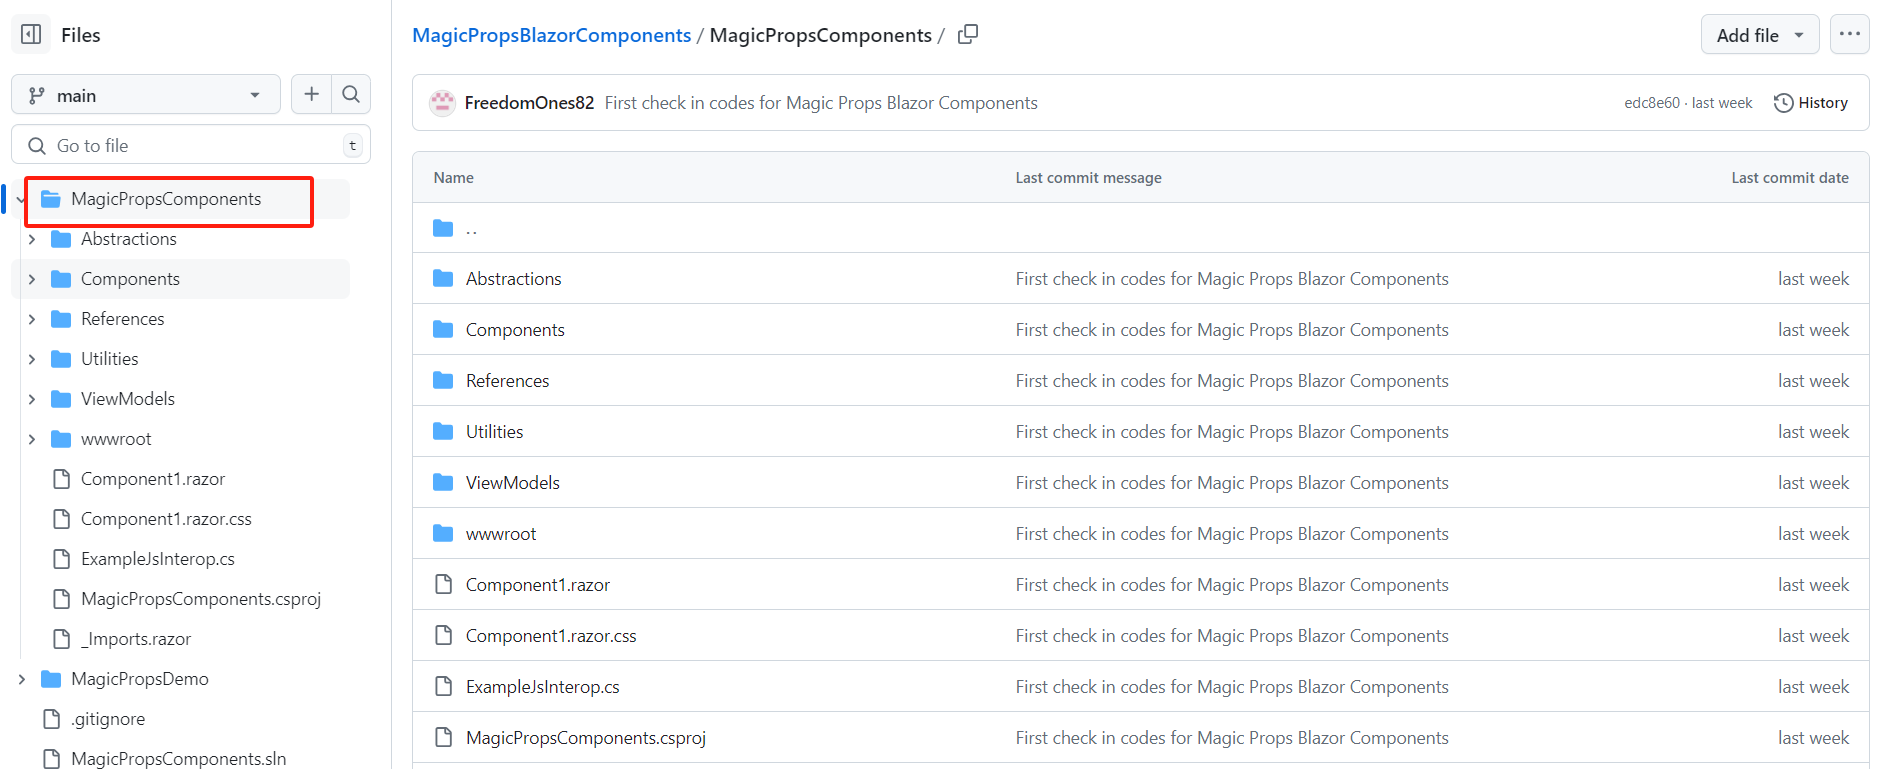 Files
main
Go to file
t
MagicPropsComponents
Abstractions
Components
References
Utilities
ViewModels
wwwroot
Component1.razor
Component1.razor.css
ExampleJsInterop.cs
MagicPropsComponents.csproj
_Imports.razor
MagicPropsDemo
.gitignore
MagicPropsComponents.sln
MagicPropsBlazorComponents / MagicPropsComponents /
Add file
FreedomOnes82 First check in codes for Magic Props Blazor Components edc8e60 · last week History
Name Last commit message Last commit date
..
Abstractions First check in codes for Magic Props Blazor Components last week
Components First check in codes for Magic Props Blazor Components last week
References First check in codes for Magic Props Blazor Components last week
Utilities First check in codes for Magic Props Blazor Components last week
ViewModels First check in codes for Magic Props Blazor Components last week
wwwroot First check in codes for Magic Props Blazor Components last week
Component1.razor First check in codes for Magic Props Blazor Components last week
Component1.razor.css First check in codes for Magic Props Blazor Components last week
ExampleJsInterop.cs First check in codes for Magic Props Blazor Components last week
MagicPropsComponents.csproj First check in codes for Magic Props Blazor Components last week